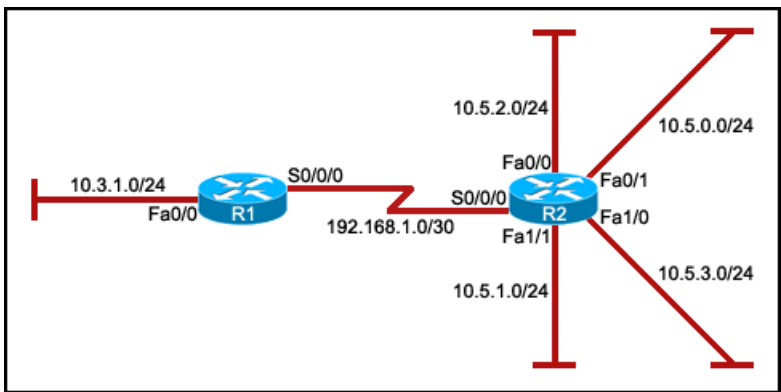 10.5.2.0/24
10.5.0.0/24
10.3.1.0/24
S0/0/0
Fa0/0
Fa0/1
S0/0/0
Fa0/0
R1
R2
Fa1/0
192.168.1.0/30
Fa1/1
10.5.3.0/24
10.5.1.0/24